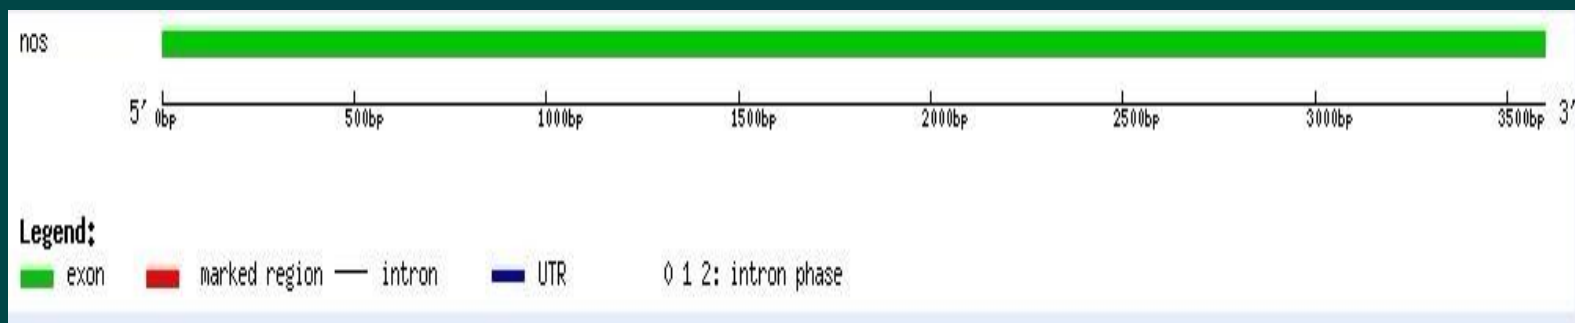 nos
5' 0bp 500bp 1000bp 1500bp 2000bp 2500bp 3000bp 3500bp 3'
Legend:
exon marked region intron UTR 0 1 2: intron phase